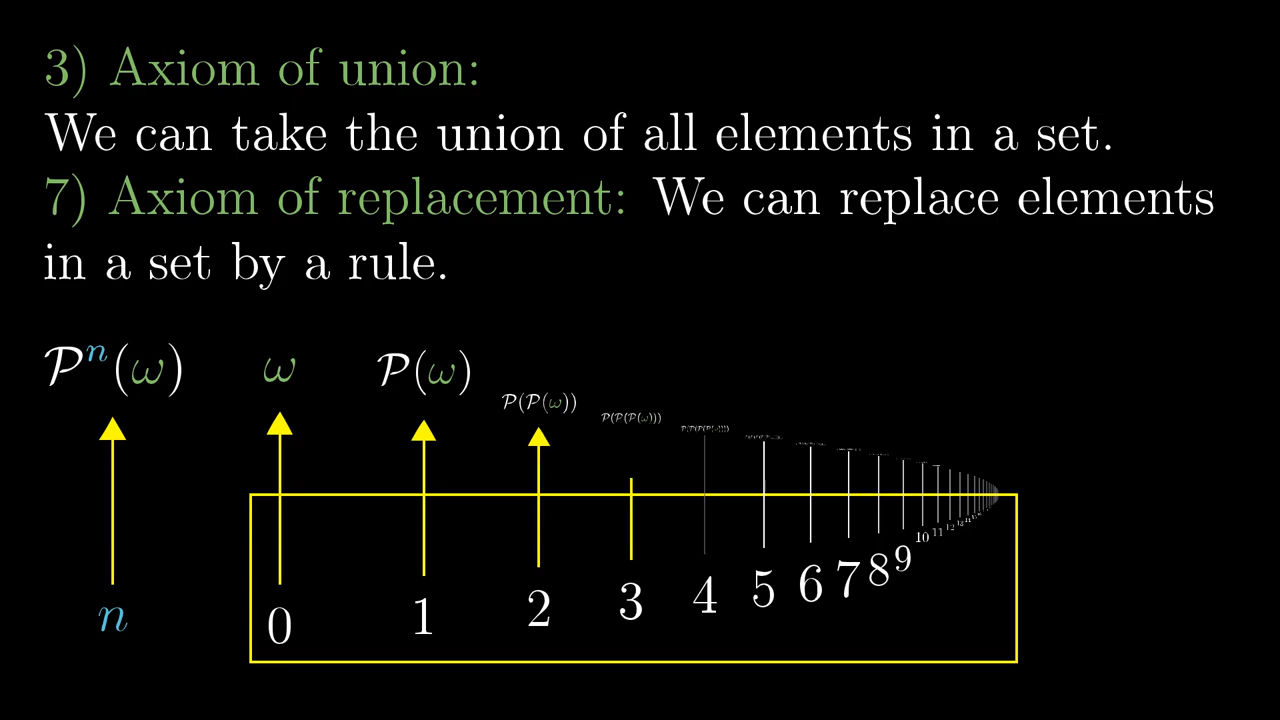 3) Axiom of union:
We can take the union of all elements in a set.
7) Axiom of replacement: We can replace elements
in a set by a rule.
𝒫ⁿ(ω) ω 𝒫(ω) 𝒫(𝒫(ω)) 𝒫(𝒫(𝒫(ω)))
n 0 1 2 3 4 5 6 7 8 9 10 11 12